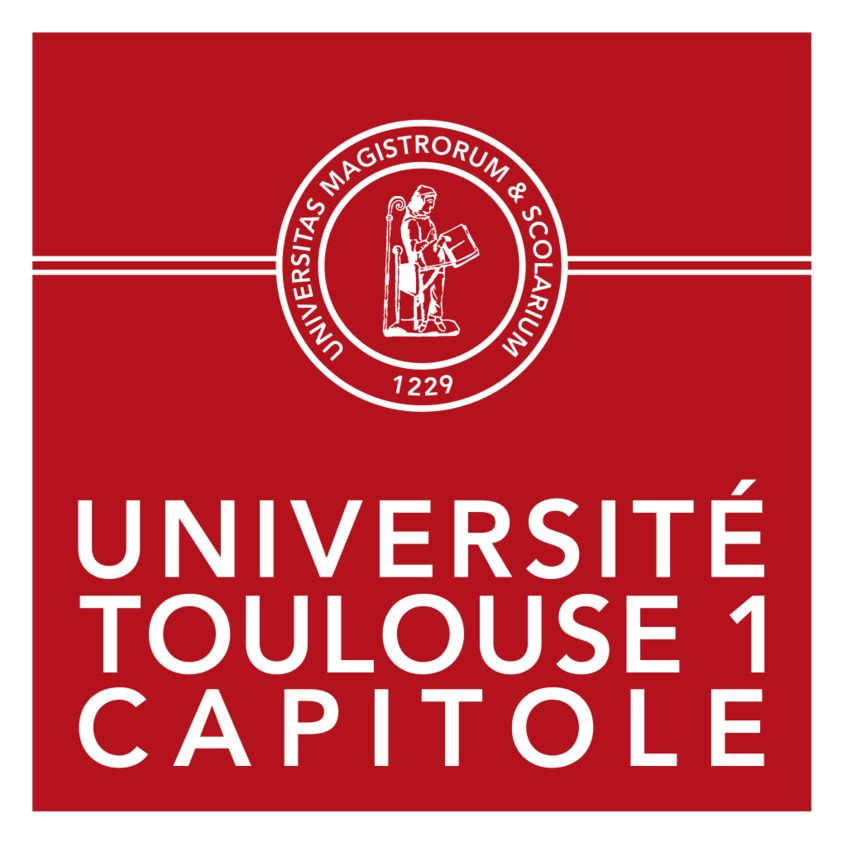 UNIVERSITAS MAGISTRORUM & SCOLARIUM
1229
UNIVERSITÉ
TOULOUSE 1
CAPITOLE